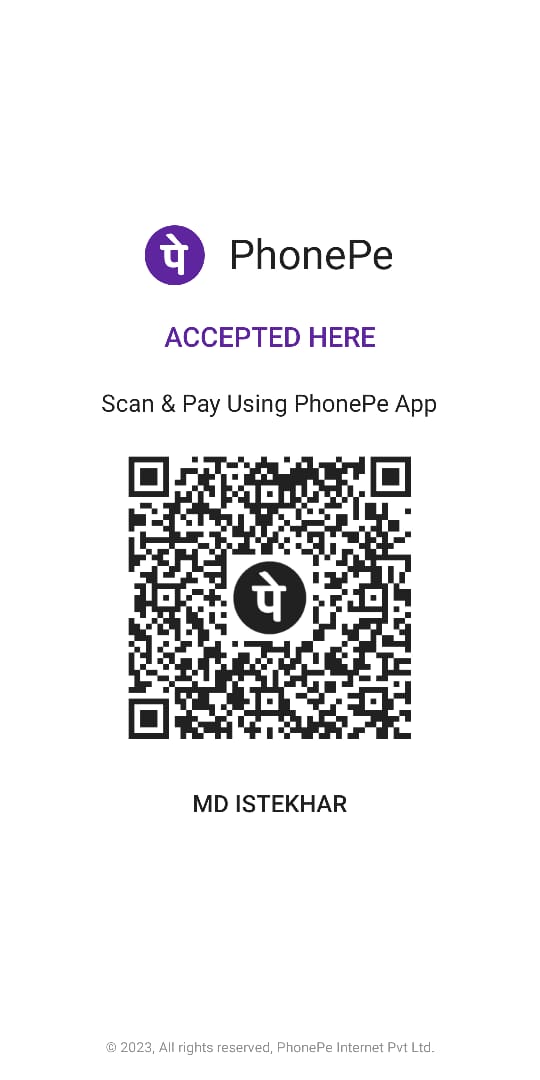 पे PhonePe
ACCEPTED HERE
Scan & Pay Using PhonePe App
पे
MD ISTEKHAR
© 2023, All rights reserved, PhonePe Internet Pvt Ltd.